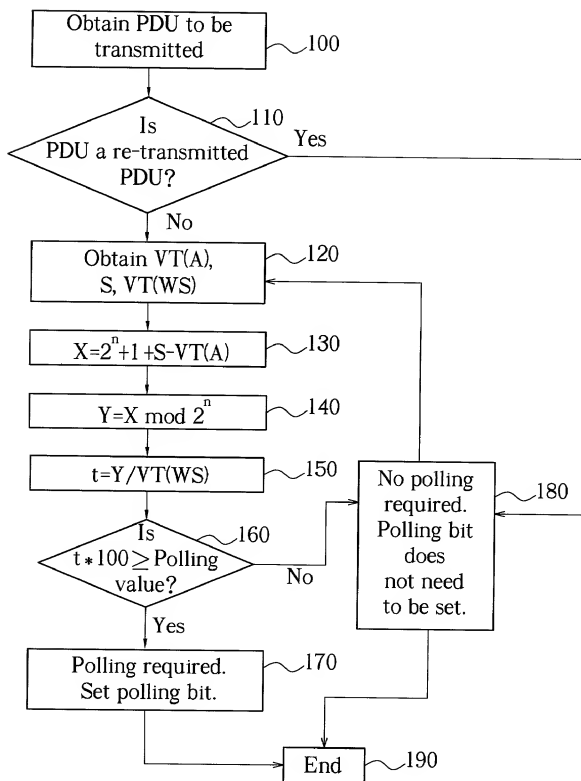 Obtain PDU to be
transmitted
100
Is
PDU a re-transmitted
PDU?
110
Yes
No
Obtain VT(A),
S, VT(WS)
120
X=2^n+1+S-VT(A)
130
Y=X mod 2^n
140
t=Y/VT(WS)
150
Is
t*100≥Polling
value?
160
No
Yes
No polling
required.
Polling bit
does
not need
to be set.
180
Polling required.
Set polling bit.
170
End
190